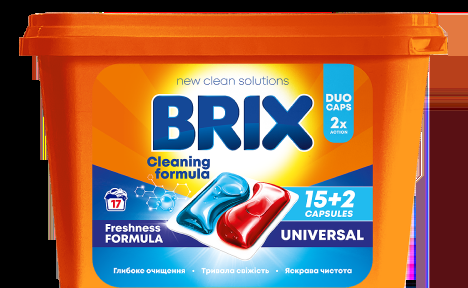 new clean solutions
BRIX
DUO
CAPS
2x
ACTION
Cleaning
formula
17
15+2
CAPSULES
Freshness
FORMULA
UNIVERSAL
Глибоке очищення • Тривала свіжість • Яскрава чистота